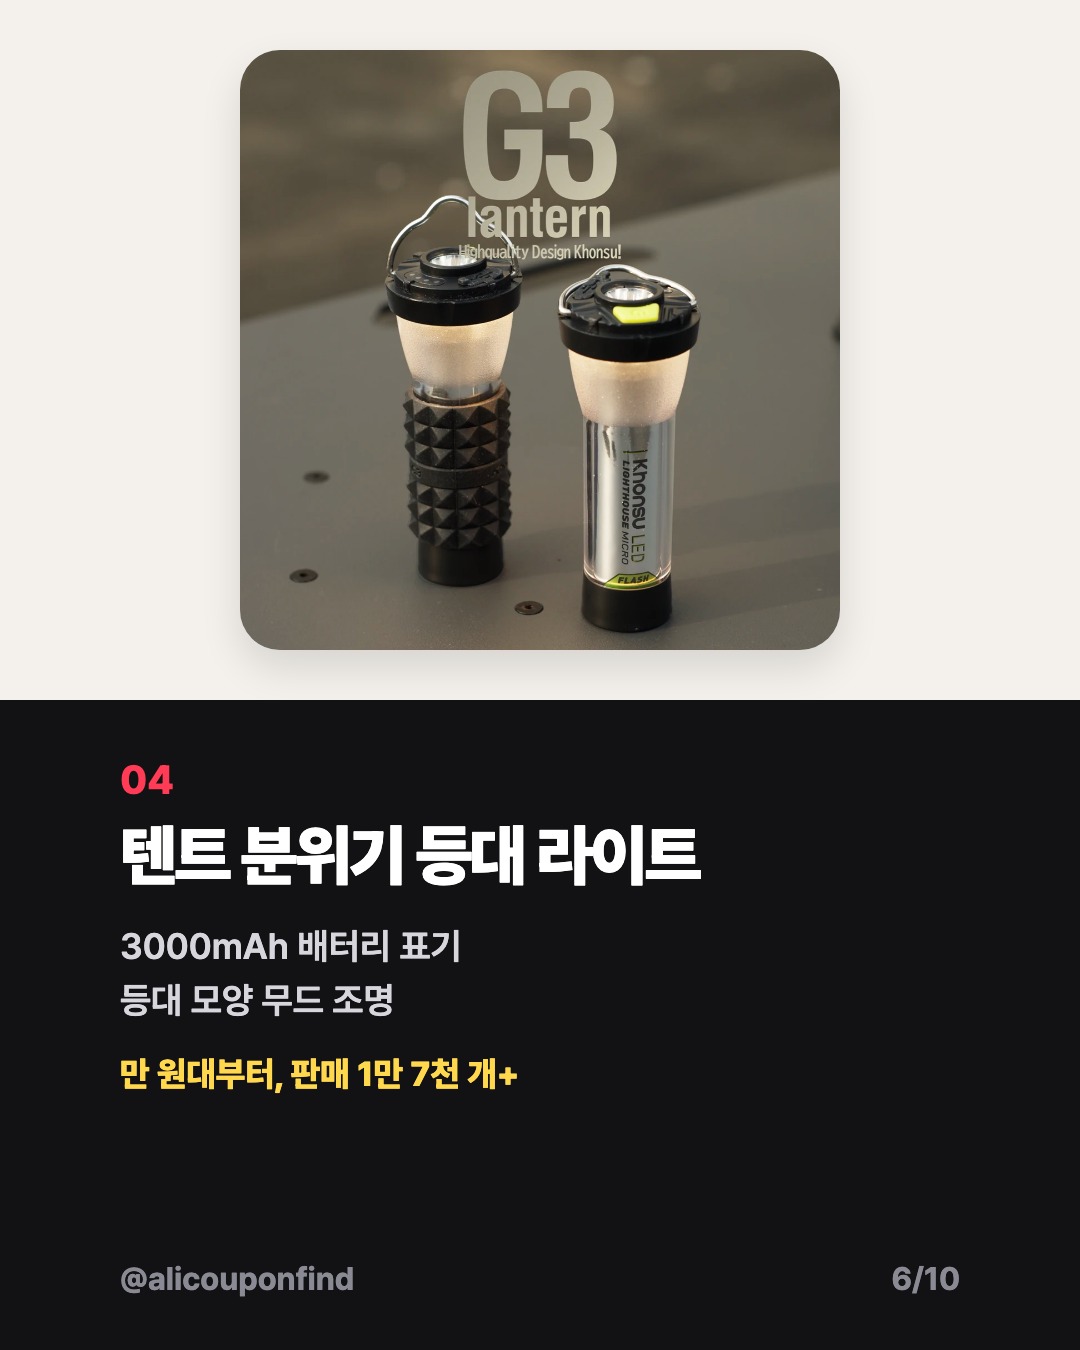 G3
lantern
Highquality Design Khonsu!
Khonsu LED
LIGHTHOUSE MICRO
FLASH
04
텐트 분위기 등대 라이트
3000mAh 배터리 표기
등대 모양 무드 조명
만 원대부터, 판매 1만 7천 개+
@alicouponfind
6/10